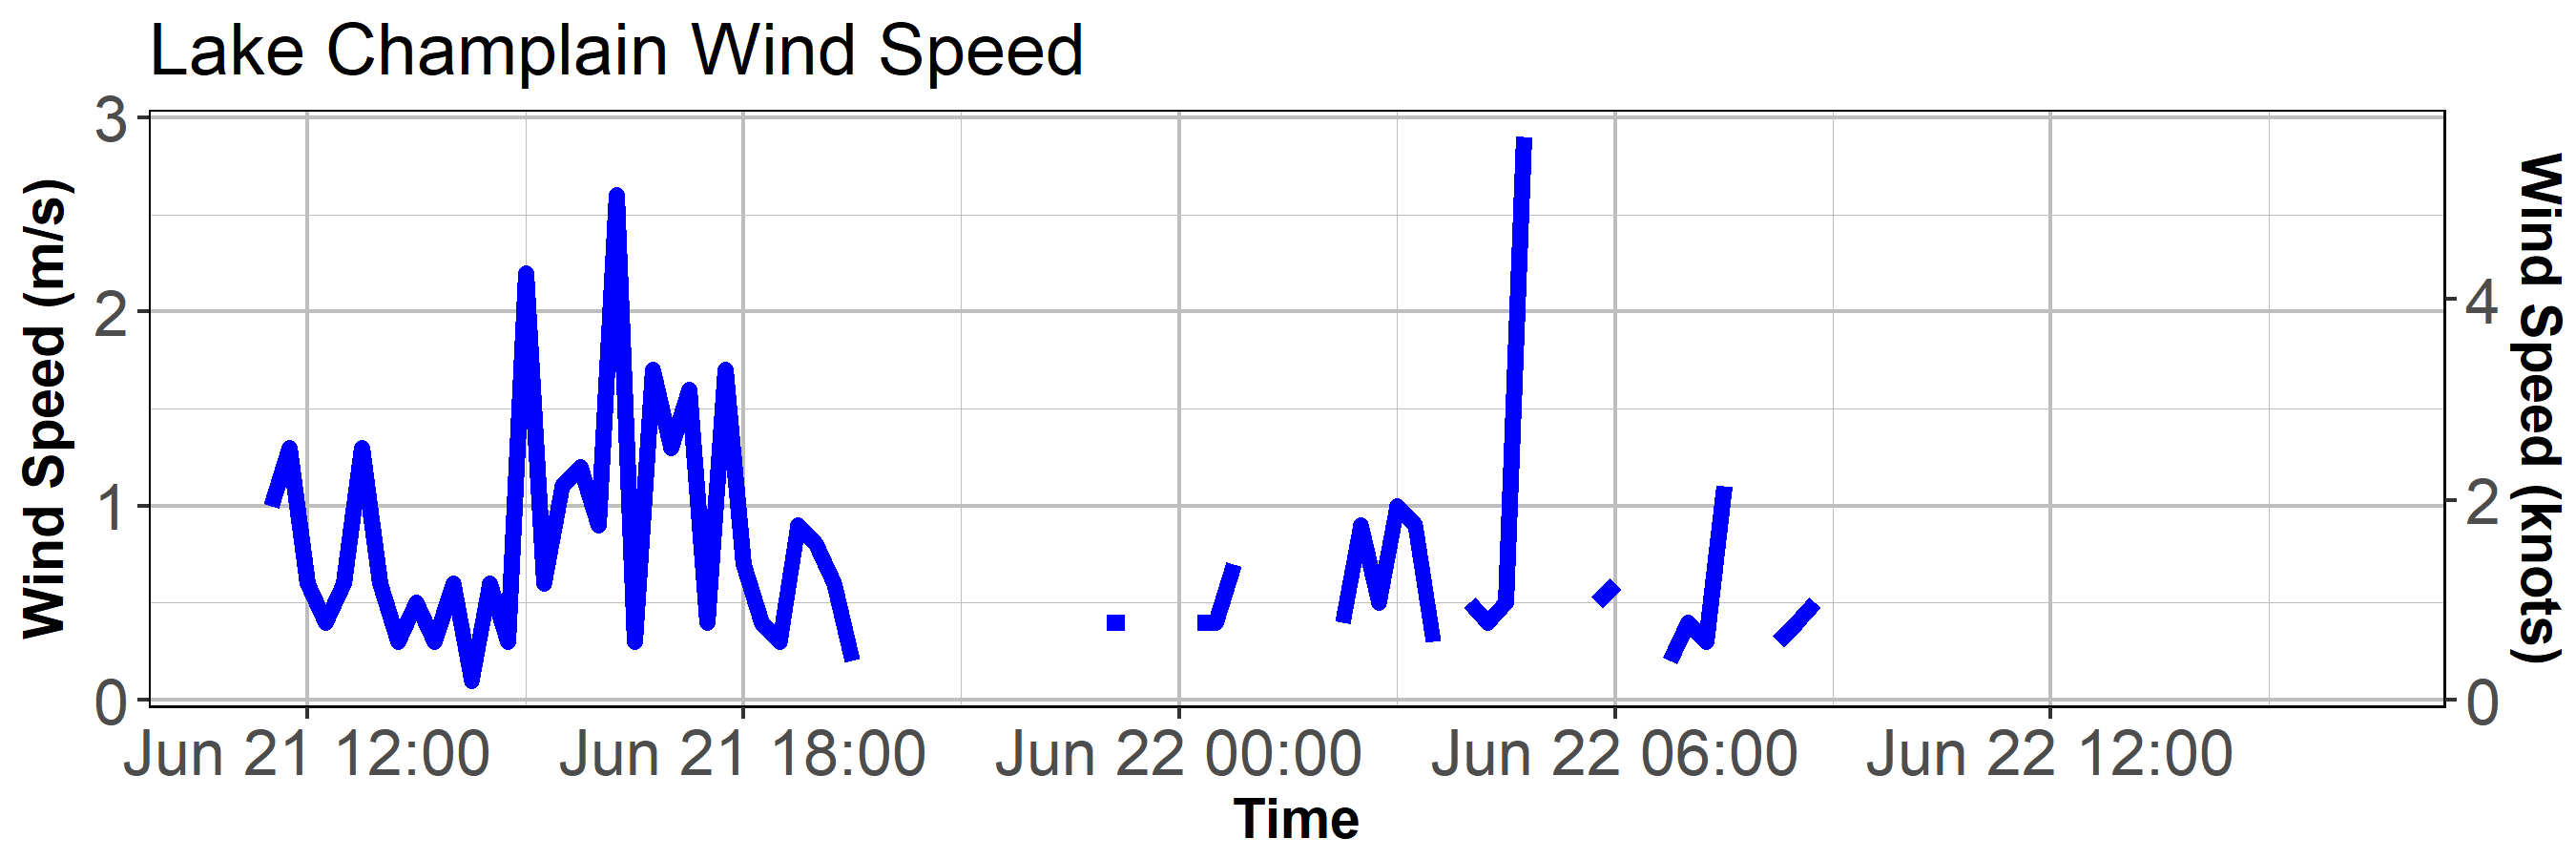 Lake Champlain Wind Speed
3
2
1
0
Wind Speed (m/s)
4
2
0
Wind Speed (knots)
Jun 21 12:00 Jun 21 18:00 Jun 22 00:00 Jun 22 06:00 Jun 22 12:00
Time